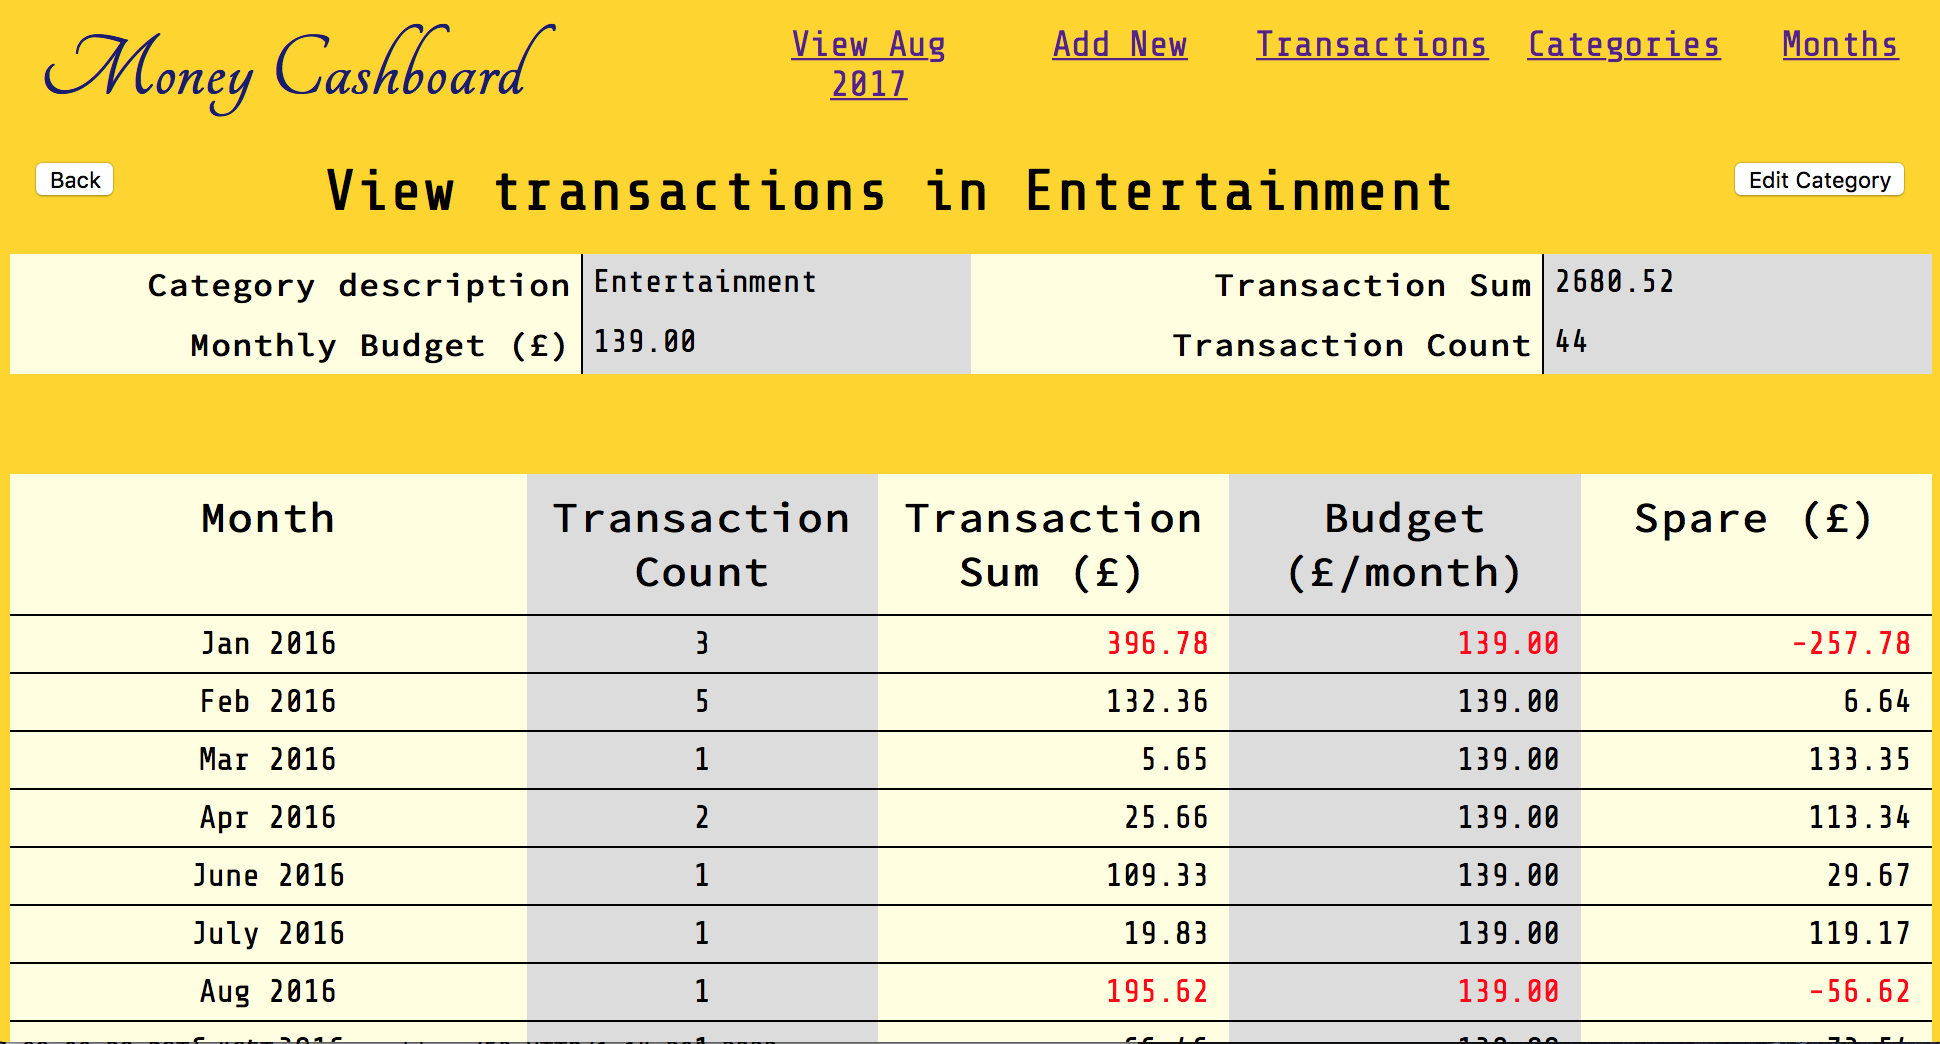 Money Cashboard
View Aug 2017
Add New
Transactions
Categories
Months
Back
View transactions in Entertainment
Edit Category
Category description Entertainment Transaction Sum 2680.52
Monthly Budget (£) 139.00 Transaction Count 44
Month Transaction Count Transaction Sum (£) Budget (£/month) Spare (£)
Jan 2016 3 396.78 139.00 -257.78
Feb 2016 5 132.36 139.00 6.64
Mar 2016 1 5.65 139.00 133.35
Apr 2016 2 25.66 139.00 113.34
June 2016 1 109.33 139.00 29.67
July 2016 1 19.83 139.00 119.17
Aug 2016 1 195.62 139.00 -56.62